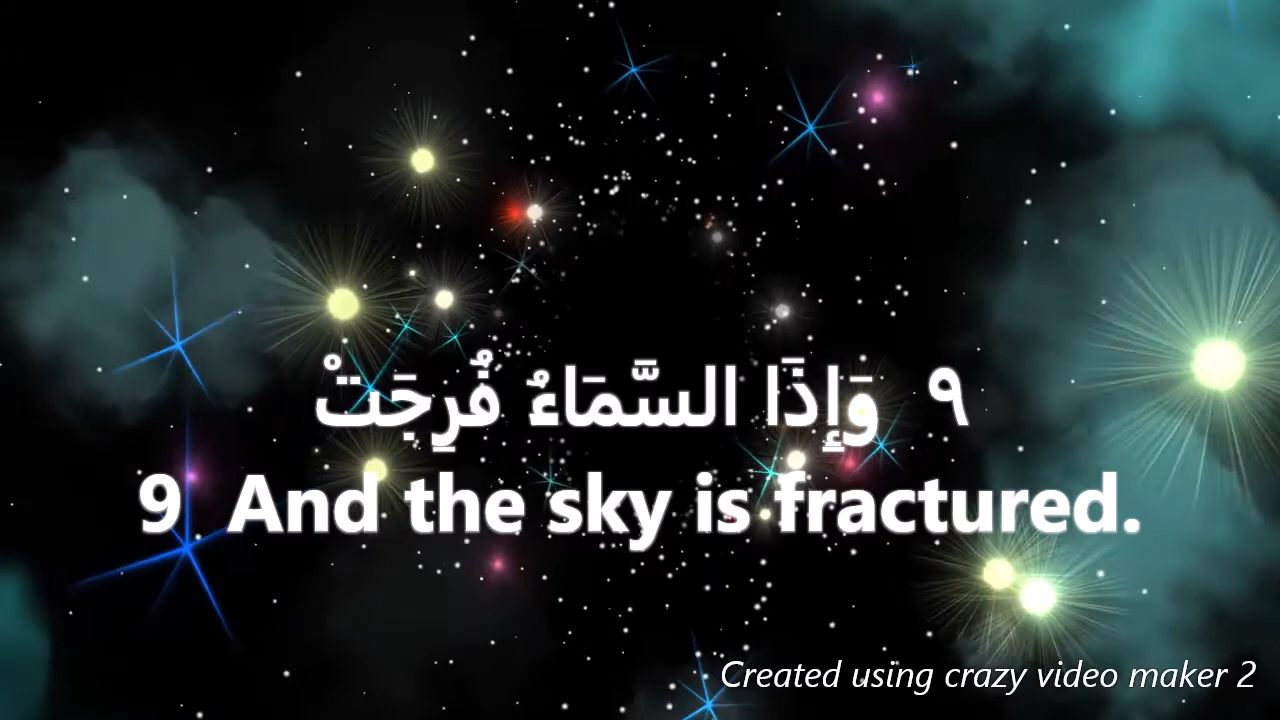 ٩ وَإِذَا السَّمَاءُ فُرِجَتْ
9 And the sky is fractured.
Created using crazy video maker 2